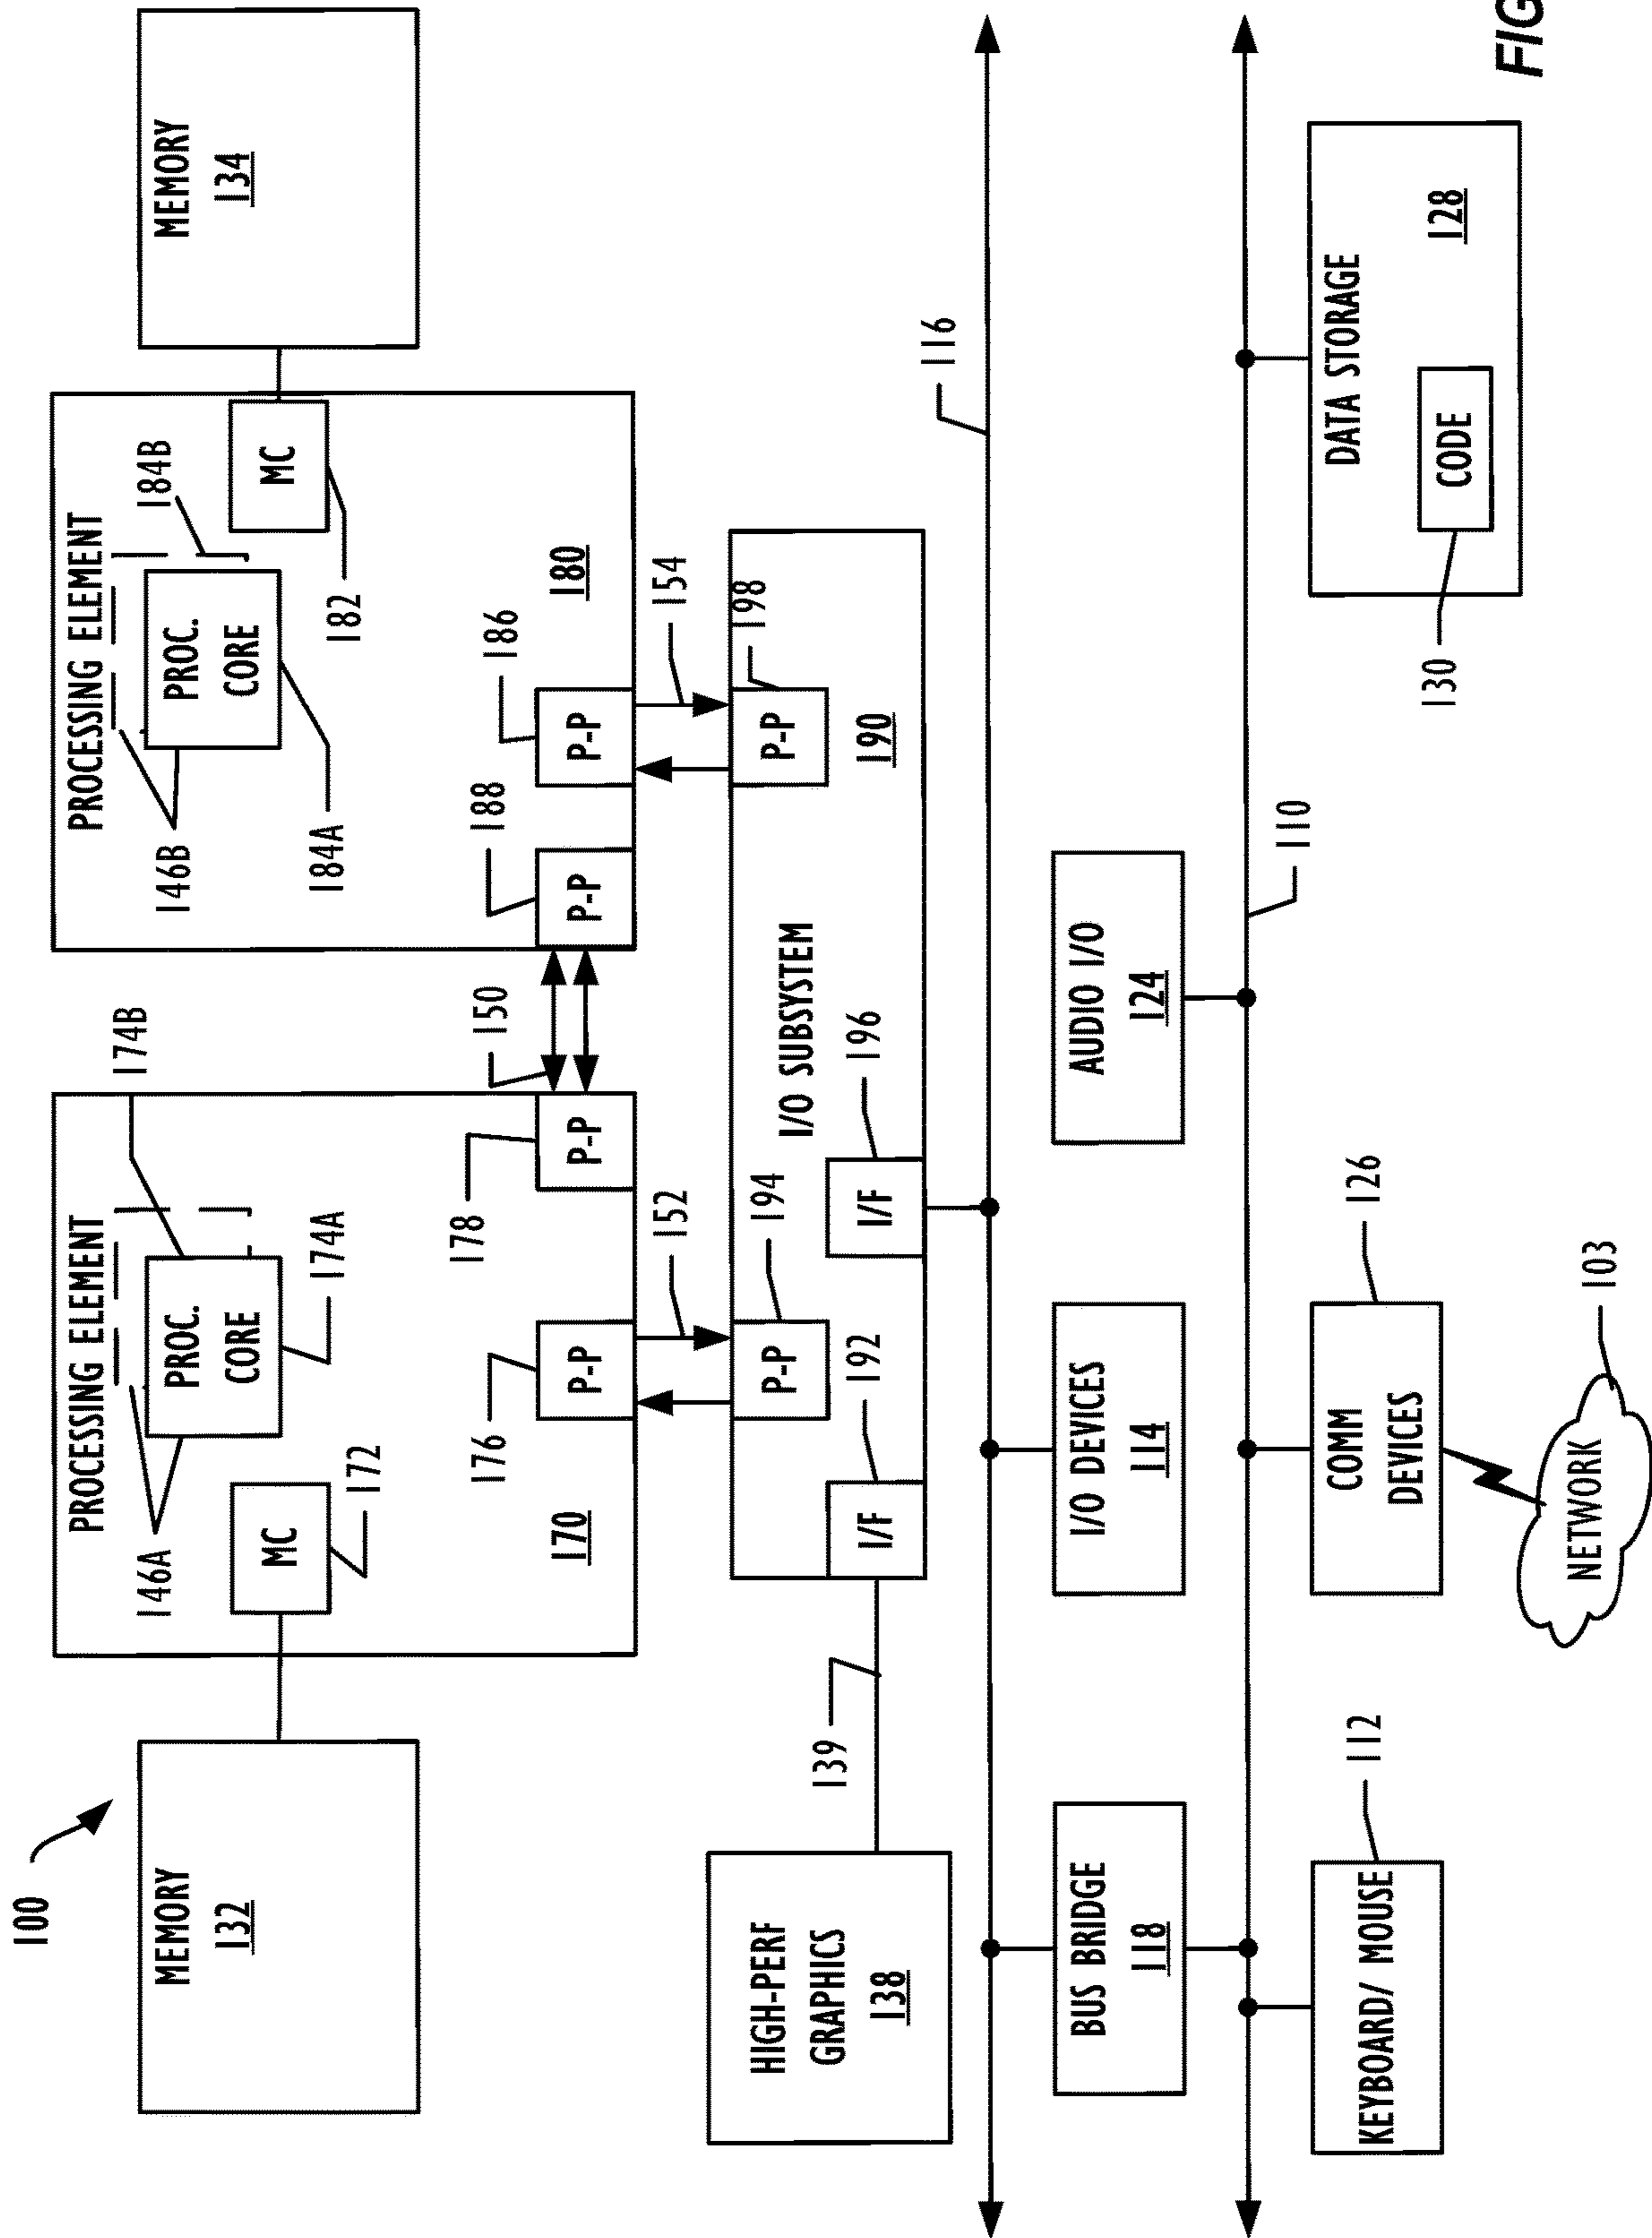 100
MEMORY
132
PROCESSING ELEMENT
146A
PROC.
CORE
174B
174A
MC
172
170
176
P-P
178
P-P
150
PROCESSING ELEMENT
146B
PROC.
CORE
184B
184A
MC
182
180
188
P-P
186
P-P
MEMORY
134
152
154
HIGH-PERF
GRAPHICS
138
139
I/O SUBSYSTEM
190
P-P
194
P-P
198
I/F
192
I/F
196
116
BUS BRIDGE
118
I/O DEVICES
114
AUDIO I/O
124
110
KEYBOARD/ MOUSE
112
COMM
DEVICES
126
NETWORK
103
DATA STORAGE
128
CODE
130
FIG